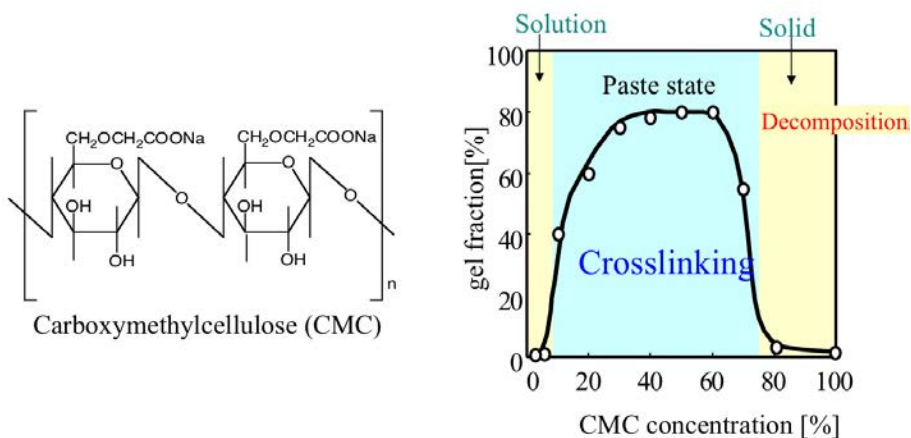 CH₂OCH₂COONa
CH₂OCH₂COONa
O
O
O
O
OH
OH
OH
OH
n
Carboxymethylcellulose (CMC)
Solution
Solid
Paste state
Decomposition
Crosslinking
gel fraction[%]
100
80
60
40
20
0
0 20 40 60 80 100
CMC concentration [%]